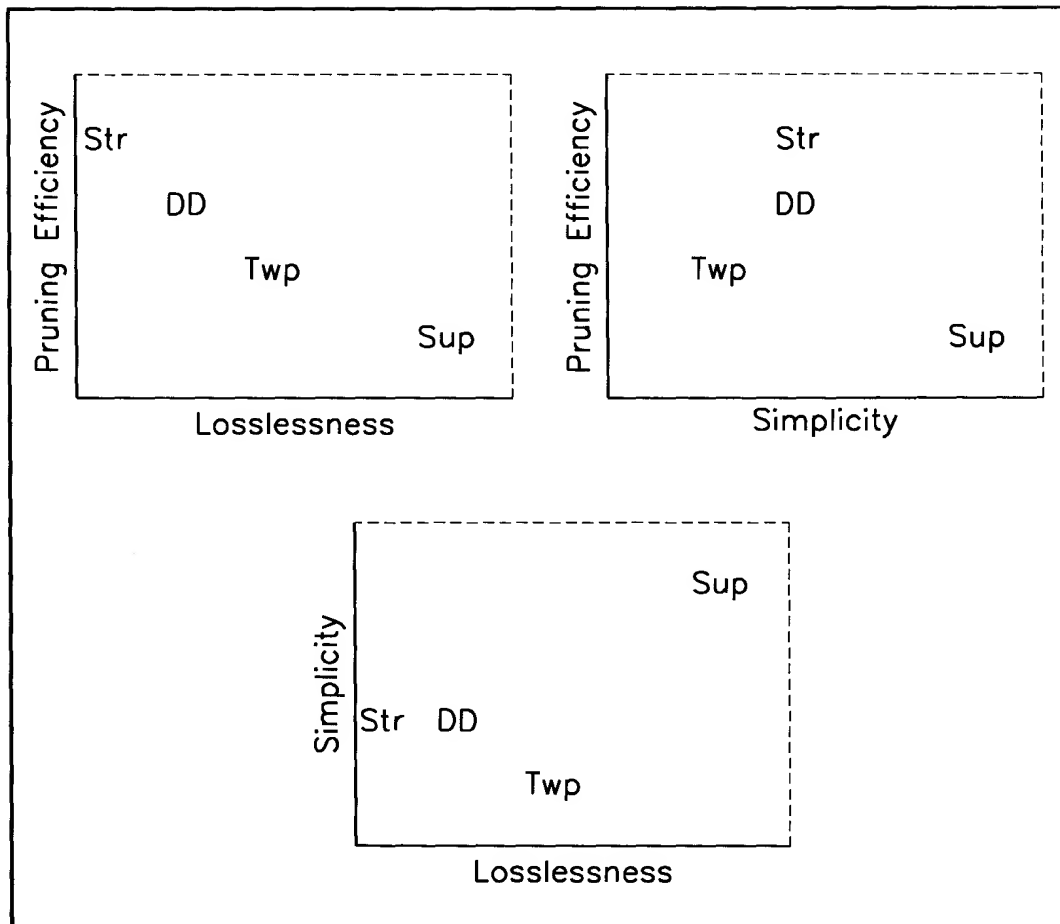 Pruning Efficiency
Str
DD
Twp
Sup
Losslessness
Pruning Efficiency
Str
DD
Twp
Sup
Simplicity
Simplicity
Sup
Str DD
Twp
Losslessness